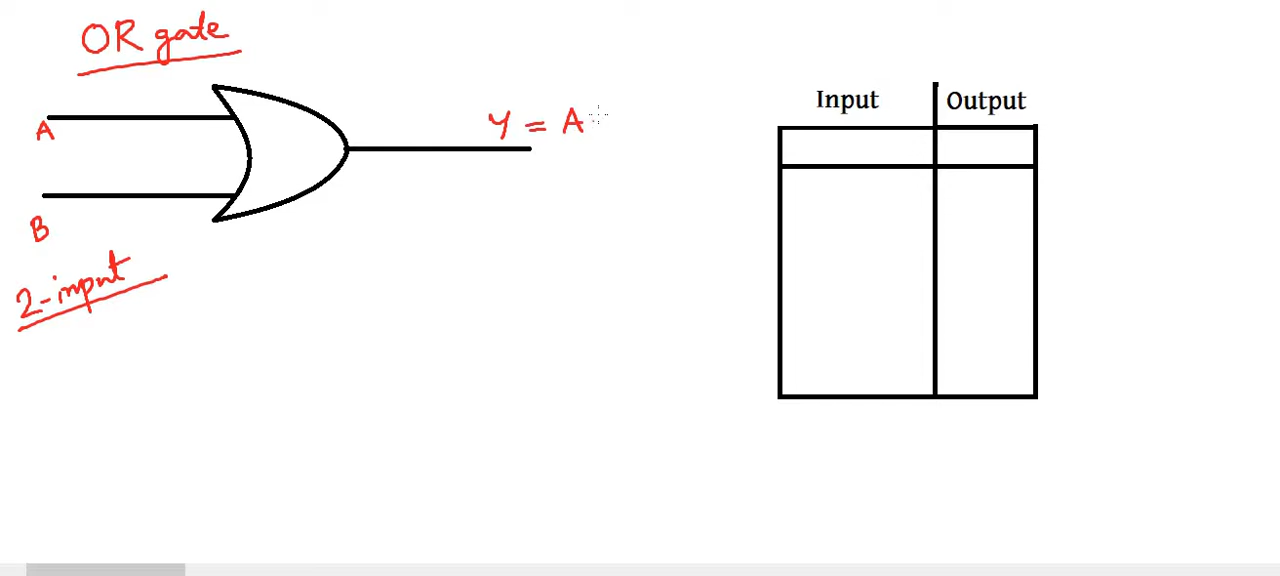 OR gate
A
Y = A
B
2-input
Input Output